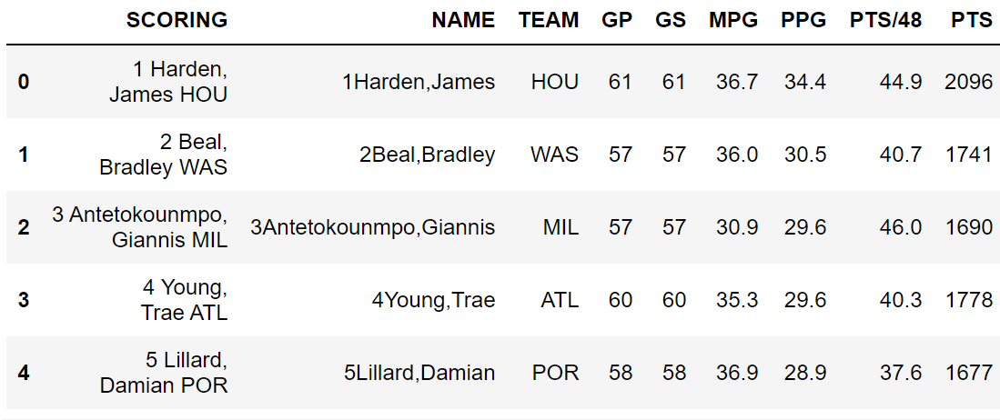 SCORING NAME TEAM GP GS MPG PPG PTS/48 PTS
0 1 Harden, James HOU 1Harden,James HOU 61 61 36.7 34.4 44.9 2096
1 2 Beal, Bradley WAS 2Beal,Bradley WAS 57 57 36.0 30.5 40.7 1741
2 3 Antetokounmpo, Giannis MIL 3Antetokounmpo,Giannis MIL 57 57 30.9 29.6 46.0 1690
3 4 Young, Trae ATL 4Young,Trae ATL 60 60 35.3 29.6 40.3 1778
4 5 Lillard, Damian POR 5Lillard,Damian POR 58 58 36.9 28.9 37.6 1677